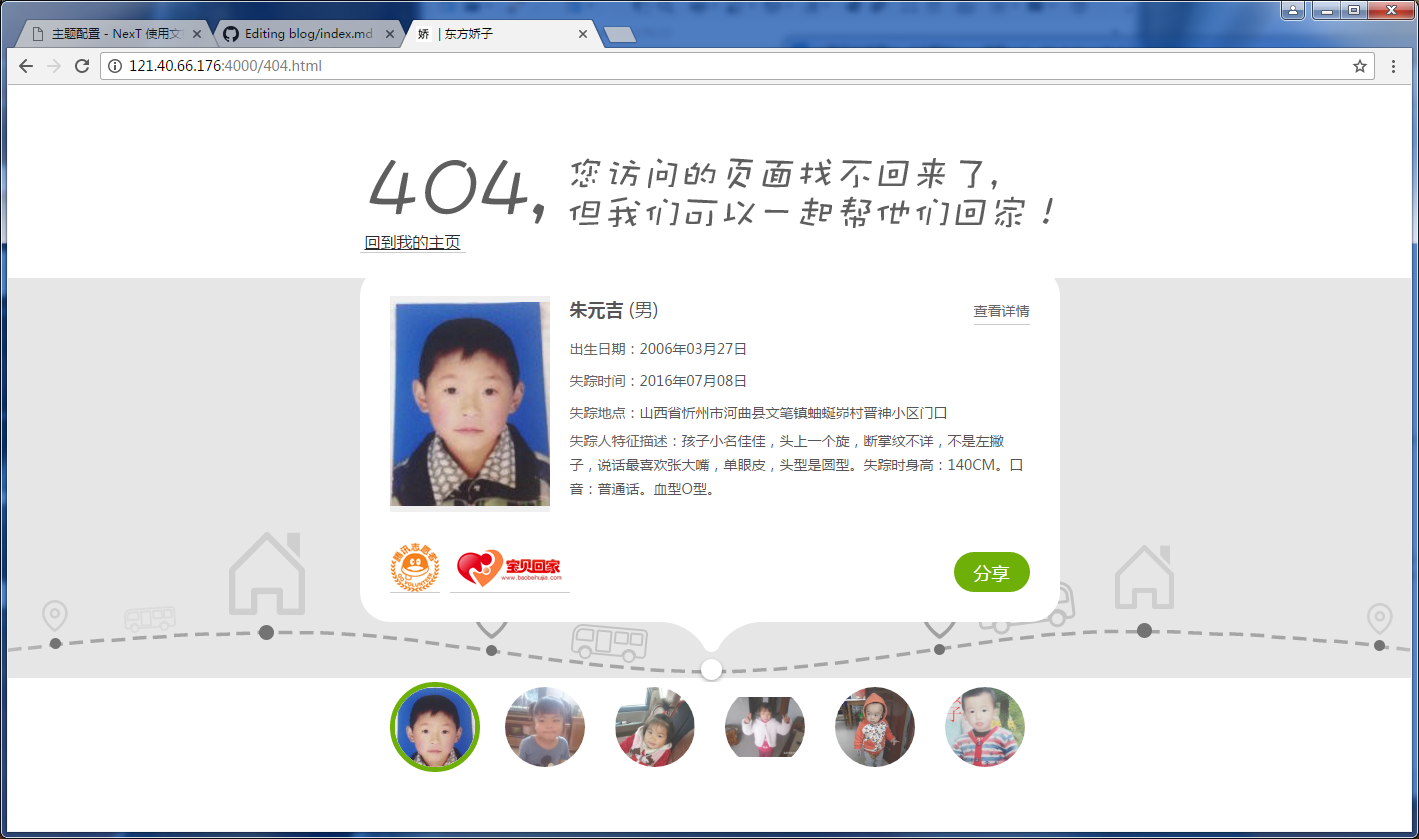 主题配置 - NexT 使用文
Editing blog/index.md
娇 | 东方娇子
121.40.66.176:4000/404.html
404,
您访问的页面找不回来了,
但我们可以一起帮他们回家！
回到我的主页
朱元吉 (男)
查看详情
出生日期：2006年03月27日
失踪时间：2016年07月08日
失踪地点：山西省忻州市河曲县文笔镇蚰蜒峁村晋神小区门口
失踪人特征描述：孩子小名佳佳，头上一个旋，断掌纹不详，不是左撇
子，说话最喜欢张大嘴，单眼皮，头型是圆型。失踪时身高：140CM。口
音：普通话。血型O型。
腾讯志愿者
QQ VOLUNTEER
宝贝回家
www.baobeihuijia.com
分享
字